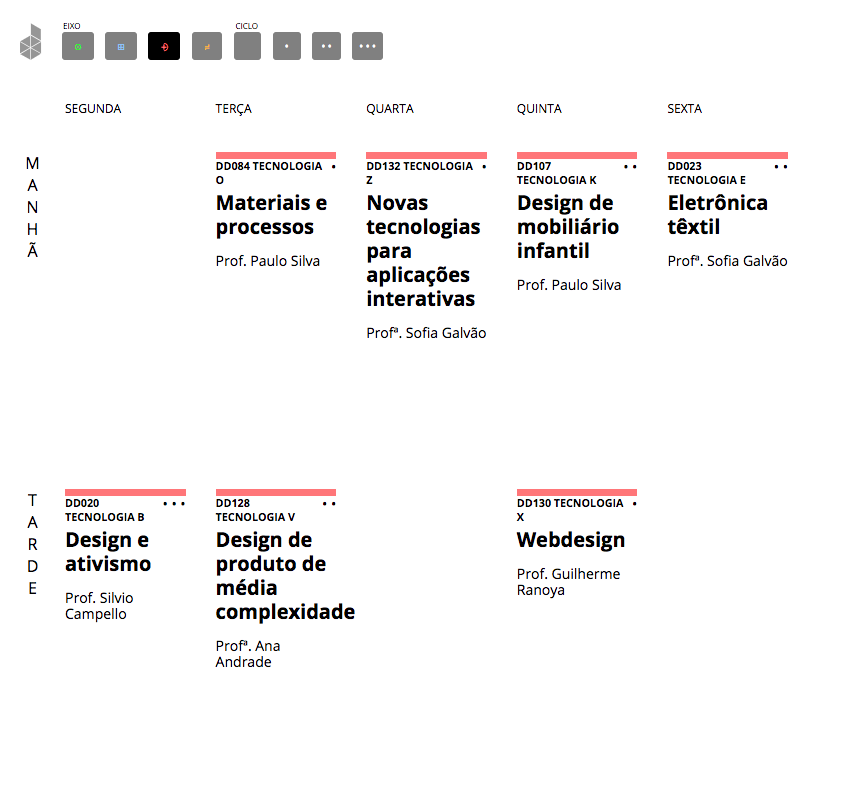 EIXO
CICLO
SEGUNDA
TERÇA
QUARTA
QUINTA
SEXTA
M
A
N
H
Ã
DD084 TECNOLOGIA •
O
Materiais e
processos
Prof. Paulo Silva
DD132 TECNOLOGIA •
Z
Novas
tecnologias
para
aplicações
interativas
Profª. Sofia Galvão
DD107 • •
TECNOLOGIA K
Design de
mobiliário
infantil
Prof. Paulo Silva
DD023 • •
TECNOLOGIA E
Eletrônica
têxtil
Profª. Sofia Galvão
T
A
R
D
E
DD020 • • •
TECNOLOGIA B
Design e
ativismo
Prof. Silvio
Campello
DD128 • •
TECNOLOGIA V
Design de
produto de
média
complexidade
Profª. Ana
Andrade
DD130 TECNOLOGIA •
X
Webdesign
Prof. Guilherme
Ranoya